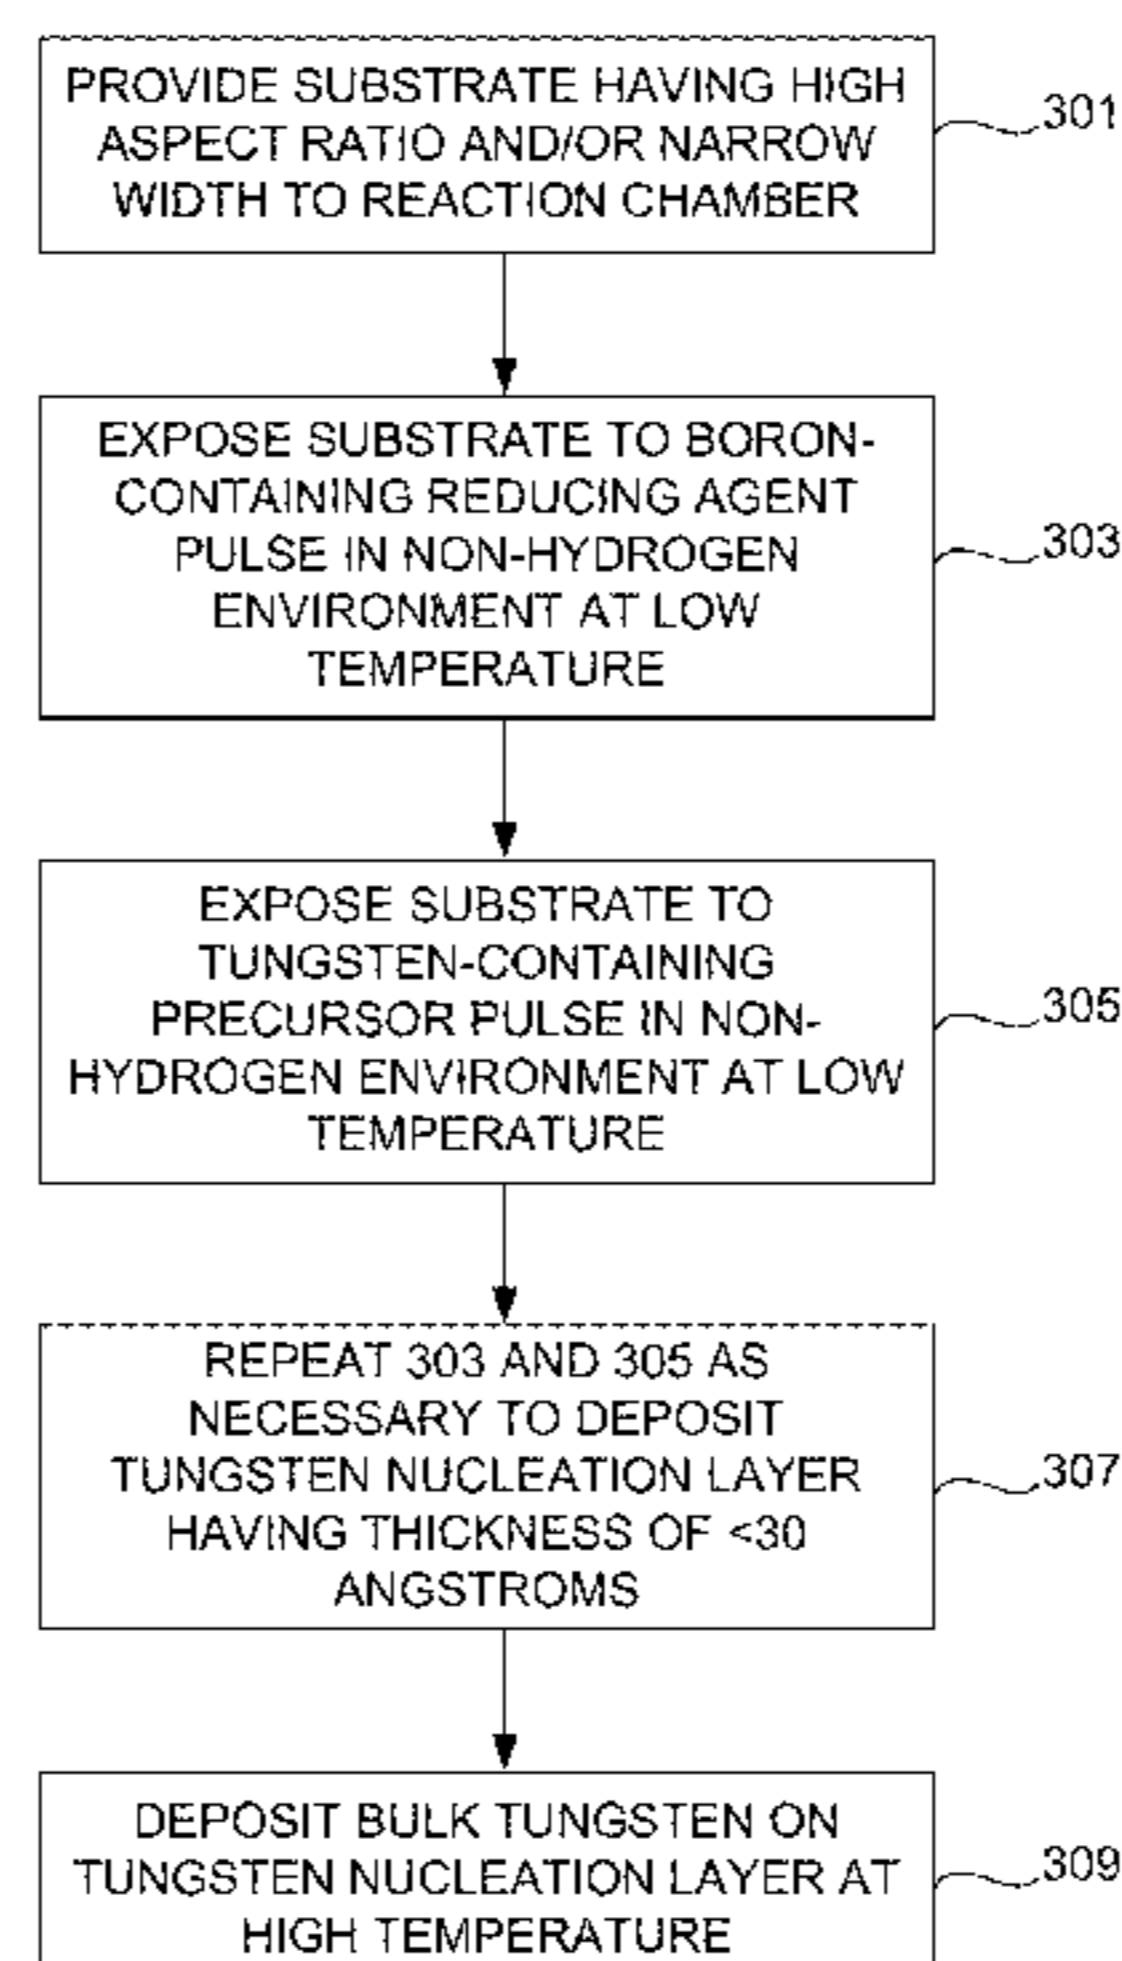 PROVIDE SUBSTRATE HAVING HIGH
ASPECT RATIO AND/OR NARROW
WIDTH TO REACTION CHAMBER
301
EXPOSE SUBSTRATE TO BORON-
CONTAINING REDUCING AGENT
PULSE IN NON-HYDROGEN
ENVIRONMENT AT LOW
TEMPERATURE
303
EXPOSE SUBSTRATE TO
TUNGSTEN-CONTAINING
PRECURSOR PULSE IN NON-
HYDROGEN ENVIRONMENT AT LOW
TEMPERATURE
305
REPEAT 303 AND 305 AS
NECESSARY TO DEPOSIT
TUNGSTEN NUCLEATION LAYER
HAVING THICKNESS OF <30
ANGSTROMS
307
DEPOSIT BULK TUNGSTEN ON
TUNGSTEN NUCLEATION LAYER AT
HIGH TEMPERATURE
309